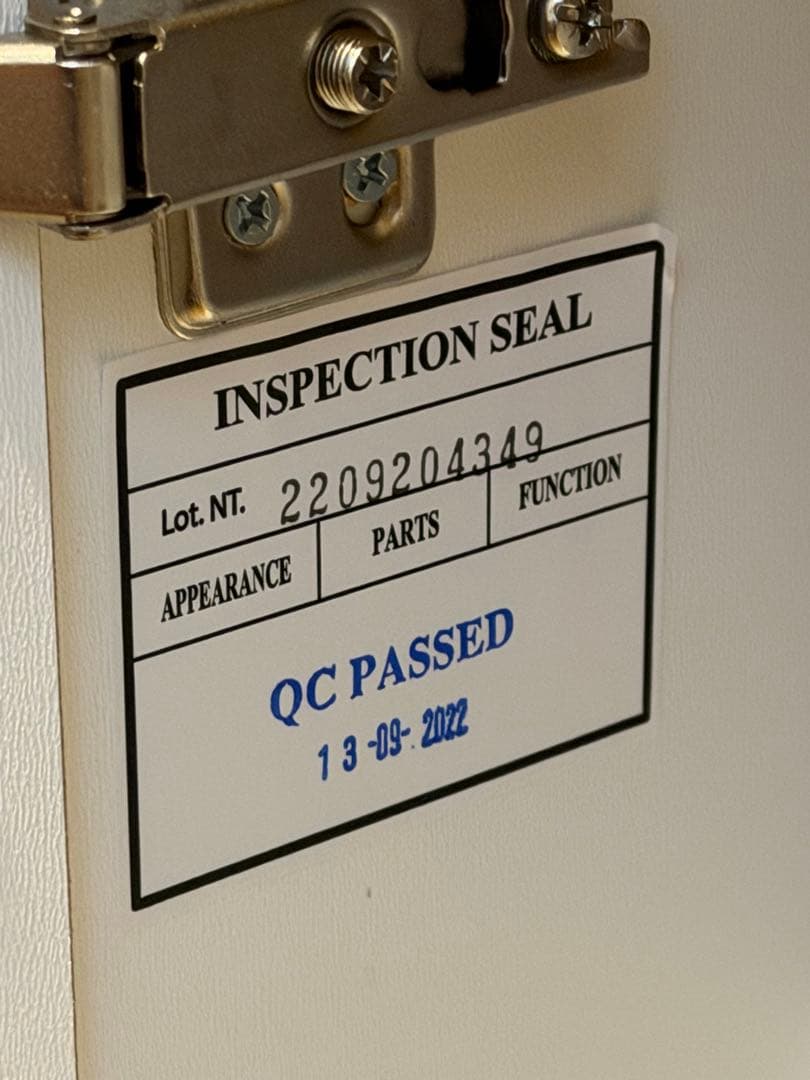 INSPECTION SEAL
Lot. NT. 2209204349
APPEARANCE PARTS FUNCTION
QC PASSED
13-09-.2022